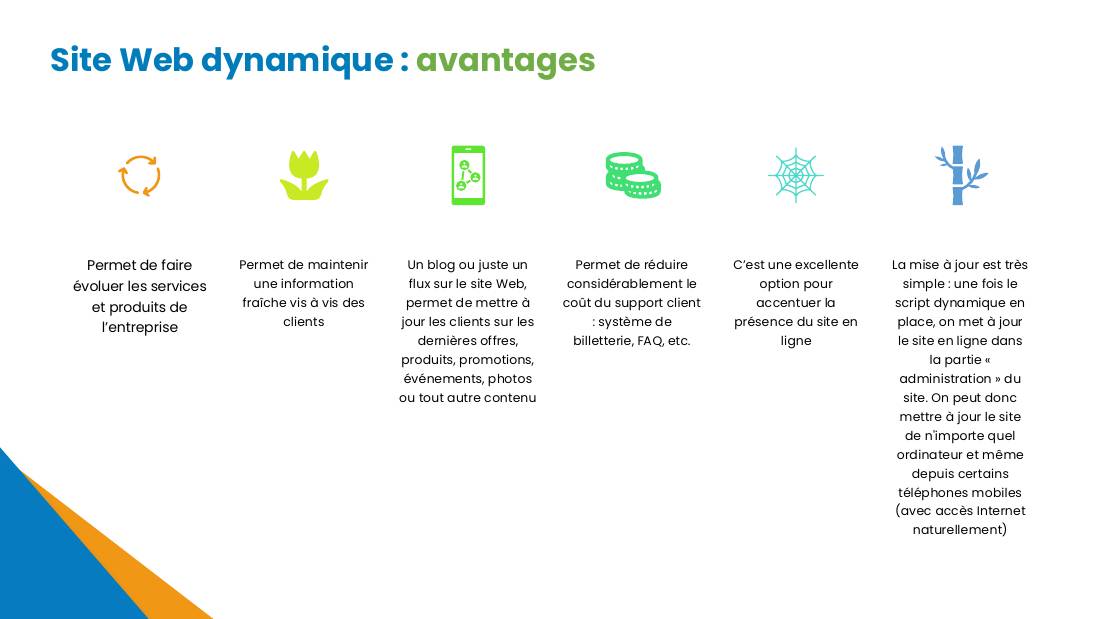 Site Web dynamique : avantages
Permet de faire
évoluer les services
et produits de
l’entreprise
Permet de maintenir
une information
fraîche vis à vis des
clients
Un blog ou juste un
flux sur le site Web,
permet de mettre à
jour les clients sur les
dernières offres,
produits, promotions,
événements, photos
ou tout autre contenu
Permet de réduire
considérablement le
coût du support client
: système de
billetterie, FAQ, etc.
C’est une excellente
option pour
accentuer la
présence du site en
ligne
La mise à jour est très
simple : une fois le
script dynamique en
place, on met à jour
le site en ligne dans
la partie «
administration » du
site. On peut donc
mettre à jour le site
de n'importe quel
ordinateur et même
depuis certains
téléphones mobiles
(avec accès Internet
naturellement)